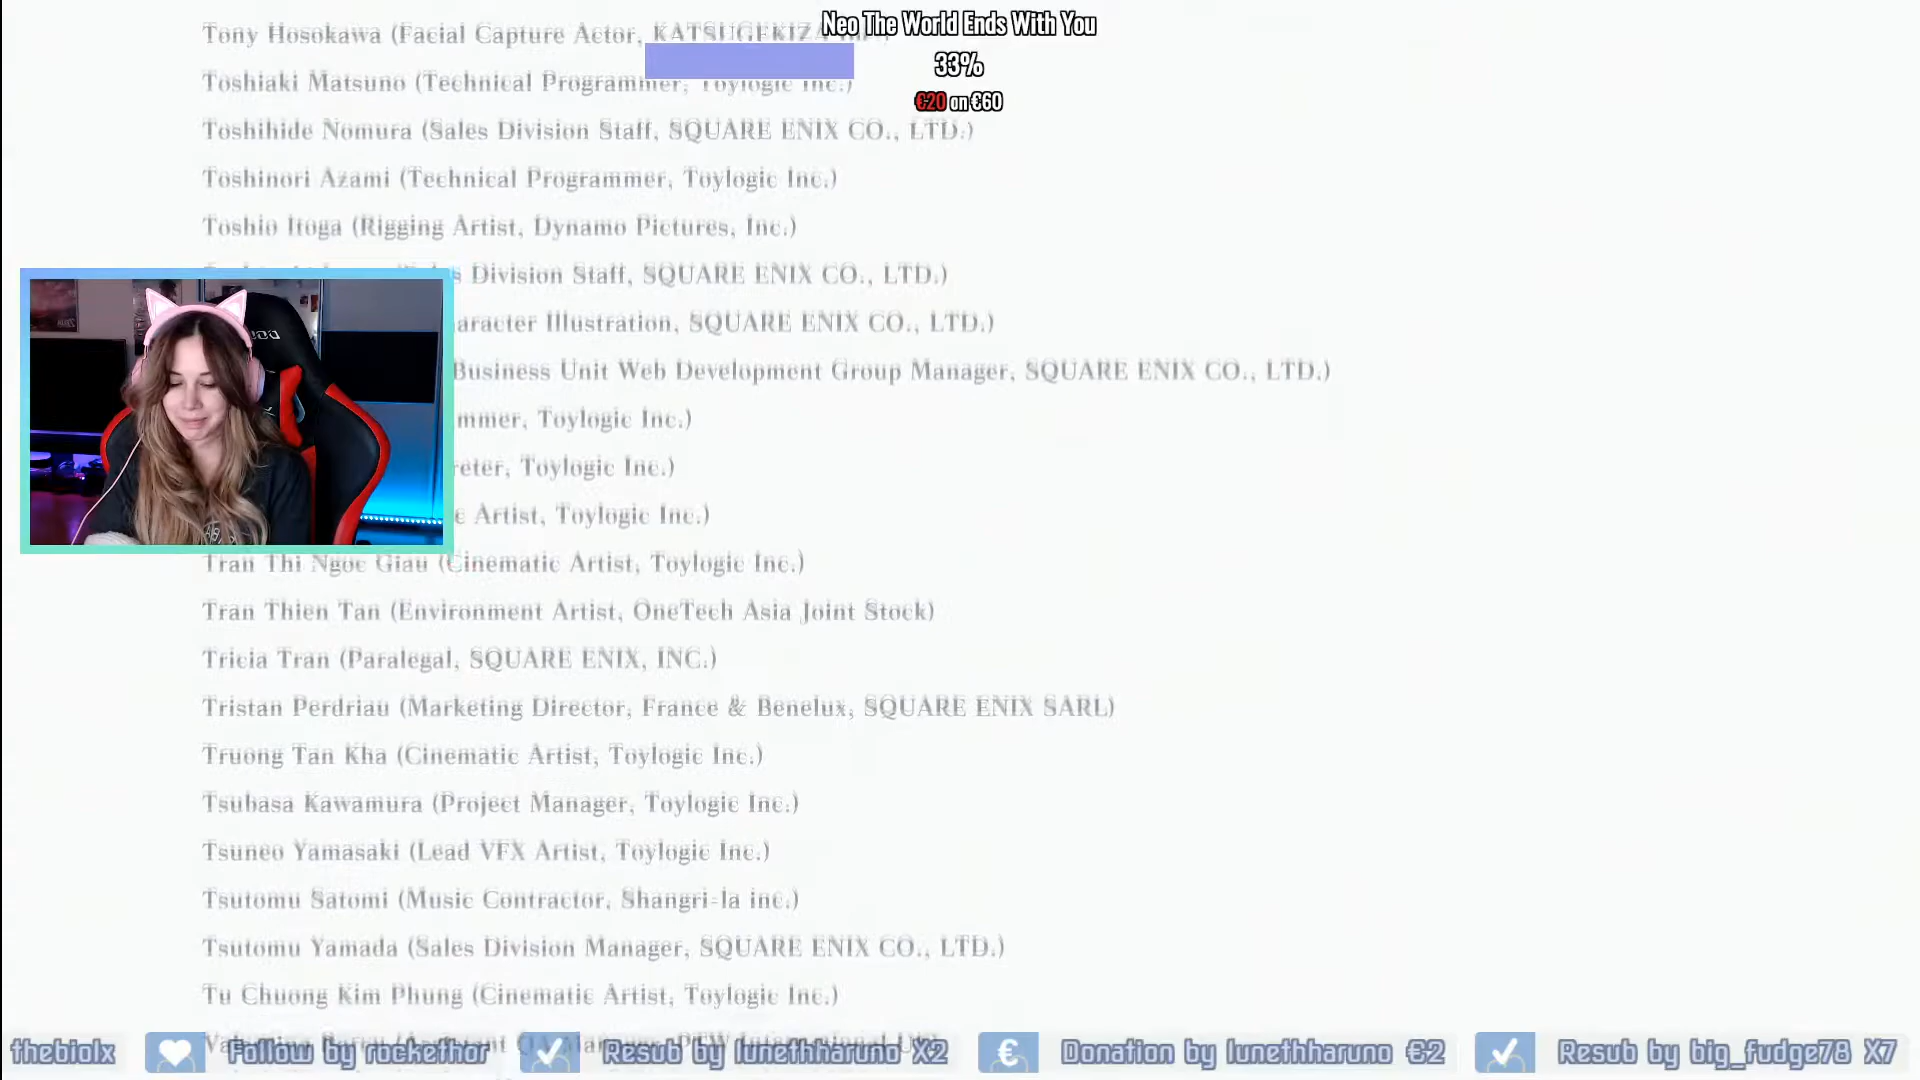 Tony Hosokawa (Facial Capture Actor, KATSUGEKIZA
Neo The World Ends With You
33%
€20 on €60
Toshiaki Matsuno (Technical Programmer, Toylogic Inc.)
Toshihide Nomura (Sales Division Staff, SQUARE ENIX CO., LTD.)
Toshinori Azami (Technical Programmer, Toylogic Inc.)
Toshio Itoga (Rigging Artist, Dynamo Pictures, Inc.)
Division Staff, SQUARE ENIX CO., LTD.)
Illustration, SQUARE ENIX CO., LTD.)
Business Unit Web Development Group Manager, SQUARE ENIX CO., LTD.)
Toylogic Inc.)
Toylogic Inc.)
Artist, Toylogic Inc.)
Tran Thi Ngoc Giau (Cinematic Artist, Toylogic Inc.)
Tran Thien Tan (Environment Artist, OneTech Asia Joint Stock)
Tricia Tran (Paralegal, SQUARE ENIX, INC.)
Tristan Perdriau (Marketing Director, France & Benelux, SQUARE ENIX SARL)
Truong Tan Kha (Cinematic Artist, Toylogic Inc.)
Tsubasa Kawamura (Project Manager, Toylogic Inc.)
Tsuneo Yamasaki (Lead VFX Artist, Toylogic Inc.)
Tsutomu Satomi (Music Contractor, Shangri-la inc.)
Tsutomu Yamada (Sales Division Manager, SQUARE ENIX CO., LTD.)
Tu Chuong Kim Phung (Cinematic Artist, Toylogic Inc.)
thebiolx Follow by rockethor Resub by lunethharuno X2 Donation by lunethharuno €2 Resub by big_fudge78 X7